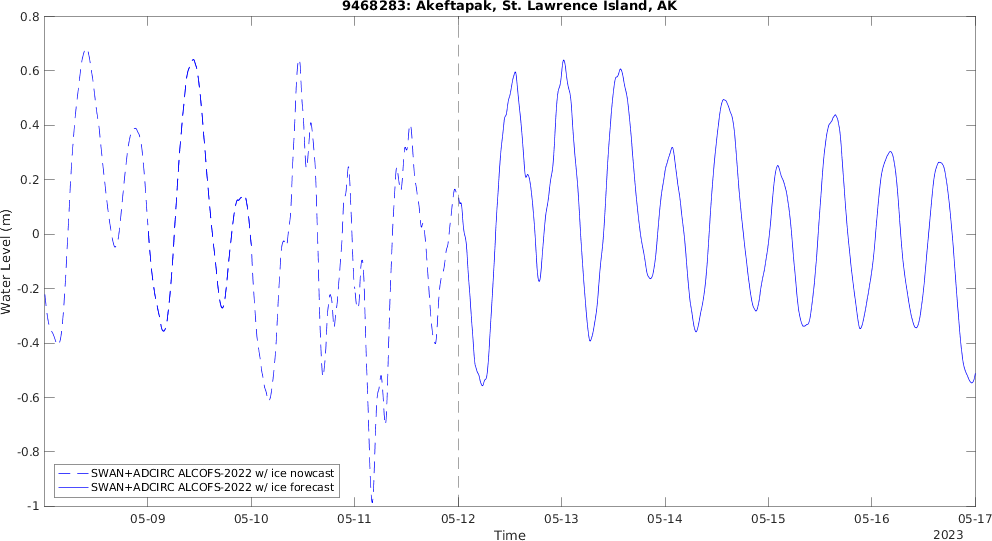 9468283: Akeftapak, St. Lawrence Island, AK
0.8
0.6
0.4
0.2
0
-0.2
-0.4
-0.6
-0.8
-1
Water Level (m)
SWAN+ADCIRC ALCOFS-2022 w/ ice nowcast
SWAN+ADCIRC ALCOFS-2022 w/ ice forecast
05-09 05-10 05-11 05-12 05-13 05-14 05-15 05-16 05-17
Time
2023